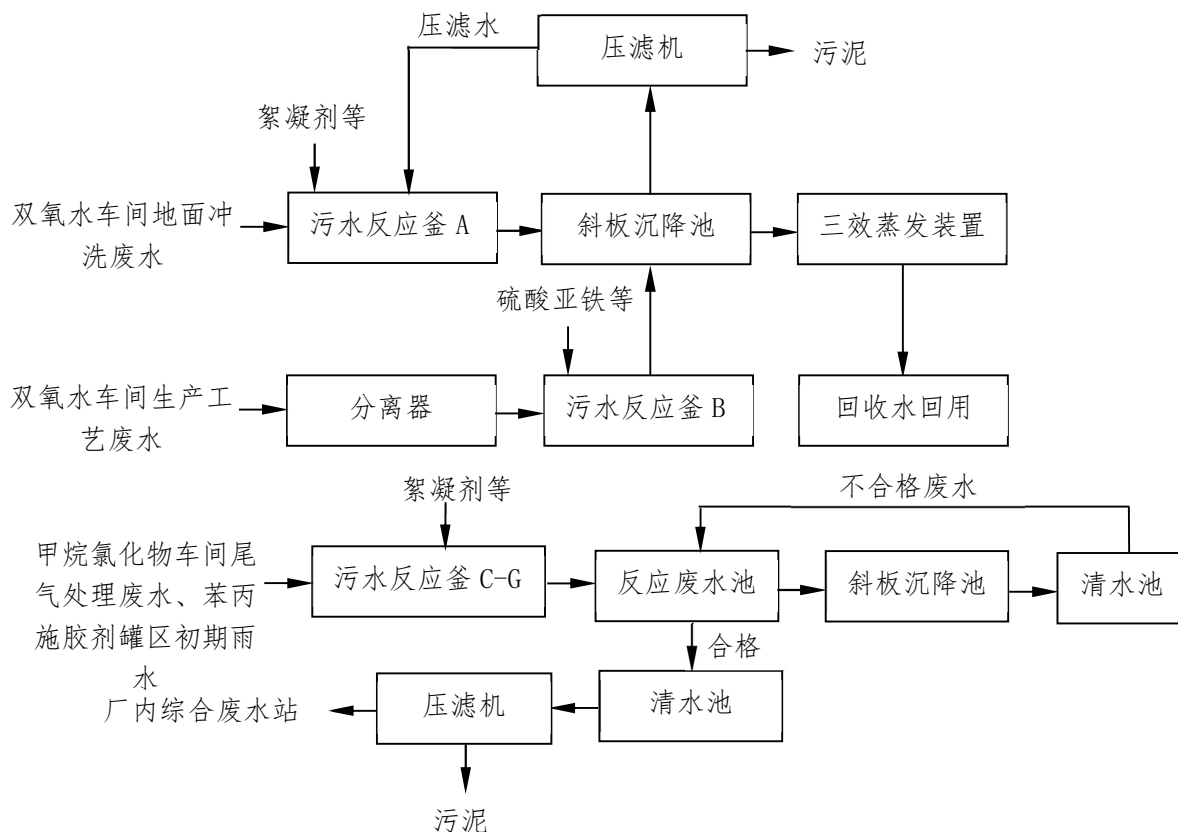 压滤水
压滤机
污泥
絮凝剂等
双氧水车间地面冲
洗废水
污水反应釜 A
斜板沉降池
三效蒸发装置
硫酸亚铁等
双氧水车间生产工
艺废水
分离器
污水反应釜 B
回收水回用
絮凝剂等
不合格废水
甲烷氯化物车间尾
气处理废水、苯丙
施胶剂罐区初期雨
水
污水反应釜 C-G
反应废水池
斜板沉降池
清水池
合格
厂内综合废水站
压滤机
清水池
污泥